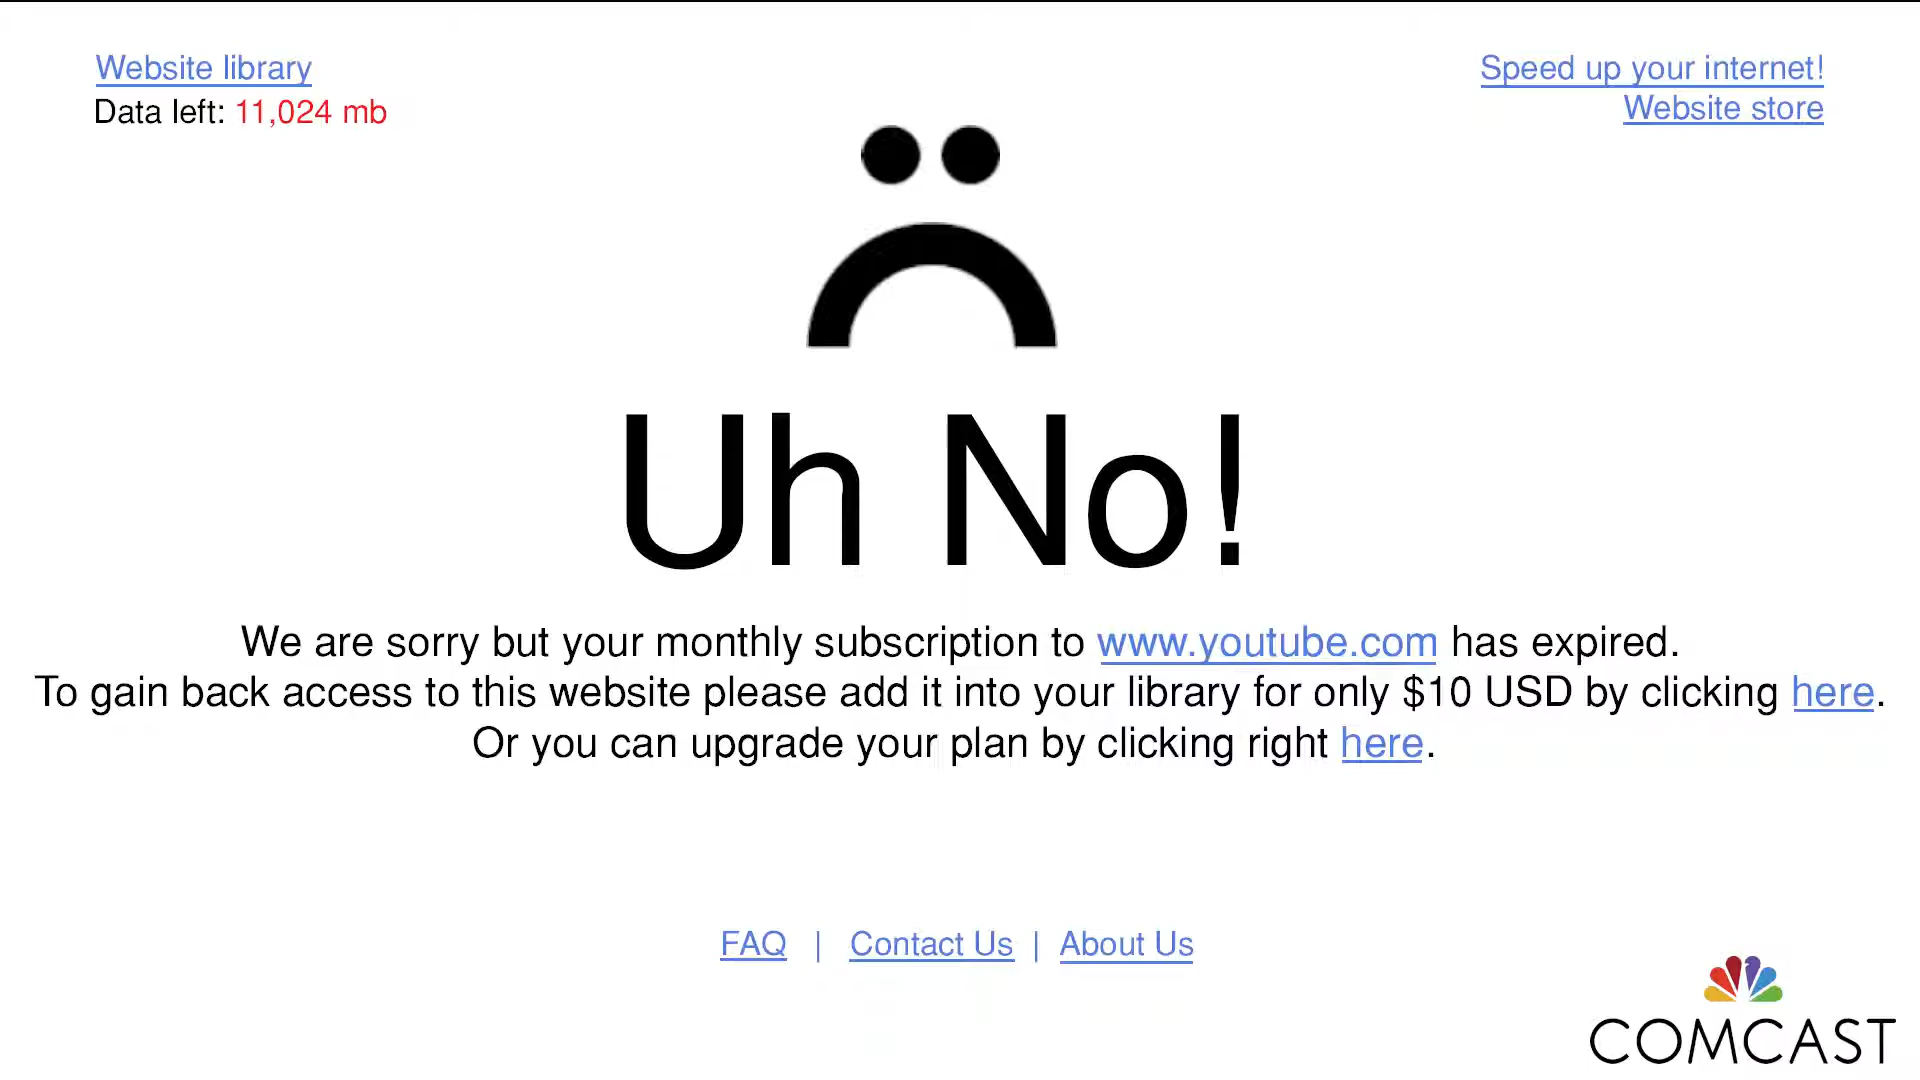 Website library
Speed up your internet!
Data left: 11,024 mb
Website store
Uh No!
We are sorry but your monthly subscription to www.youtube.com has expired.
To gain back access to this website please add it into your library for only $10 USD by clicking here.
Or you can upgrade your plan by clicking right here.
FAQ | Contact Us | About Us
COMCAST